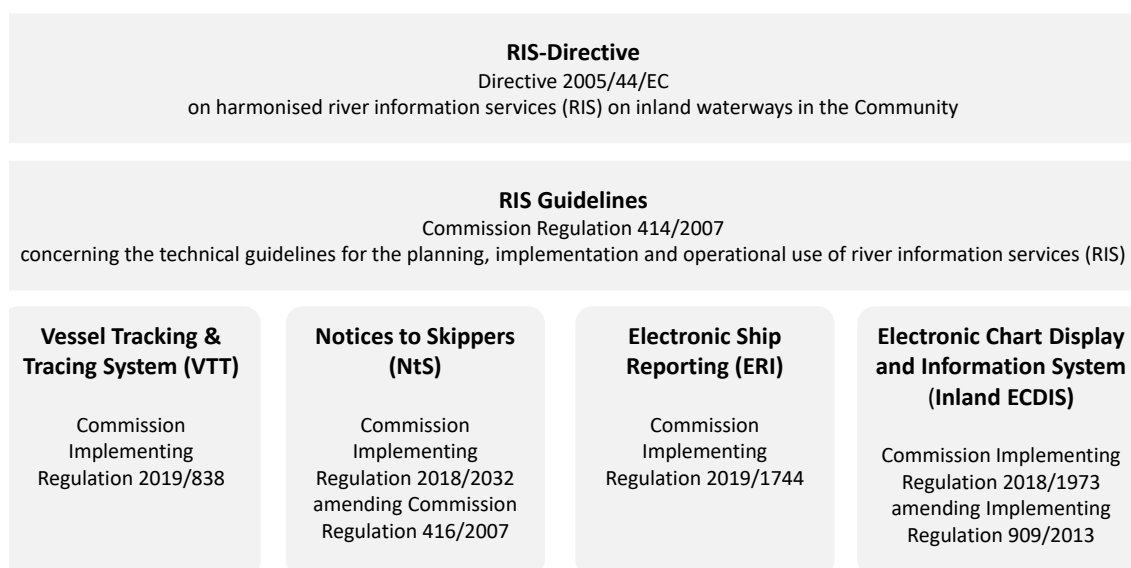 RIS-Directive
Directive 2005/44/EC
on harmonised river information services (RIS) on inland waterways in the Community
RIS Guidelines
Commission Regulation 414/2007
concerning the technical guidelines for the planning, implementation and operational use of river information services (RIS)
Vessel Tracking &
Tracing System (VTT)
Commission
Implementing
Regulation 2019/838
Notices to Skippers
(NtS)
Commission
Implementing
Regulation 2018/2032
amending Commission
Regulation 416/2007
Electronic Ship
Reporting (ERI)
Commission
Implementing
Regulation 2019/1744
Electronic Chart Display
and Information System
(Inland ECDIS)
Commission Implementing
Regulation 2018/1973
amending Implementing
Regulation 909/2013